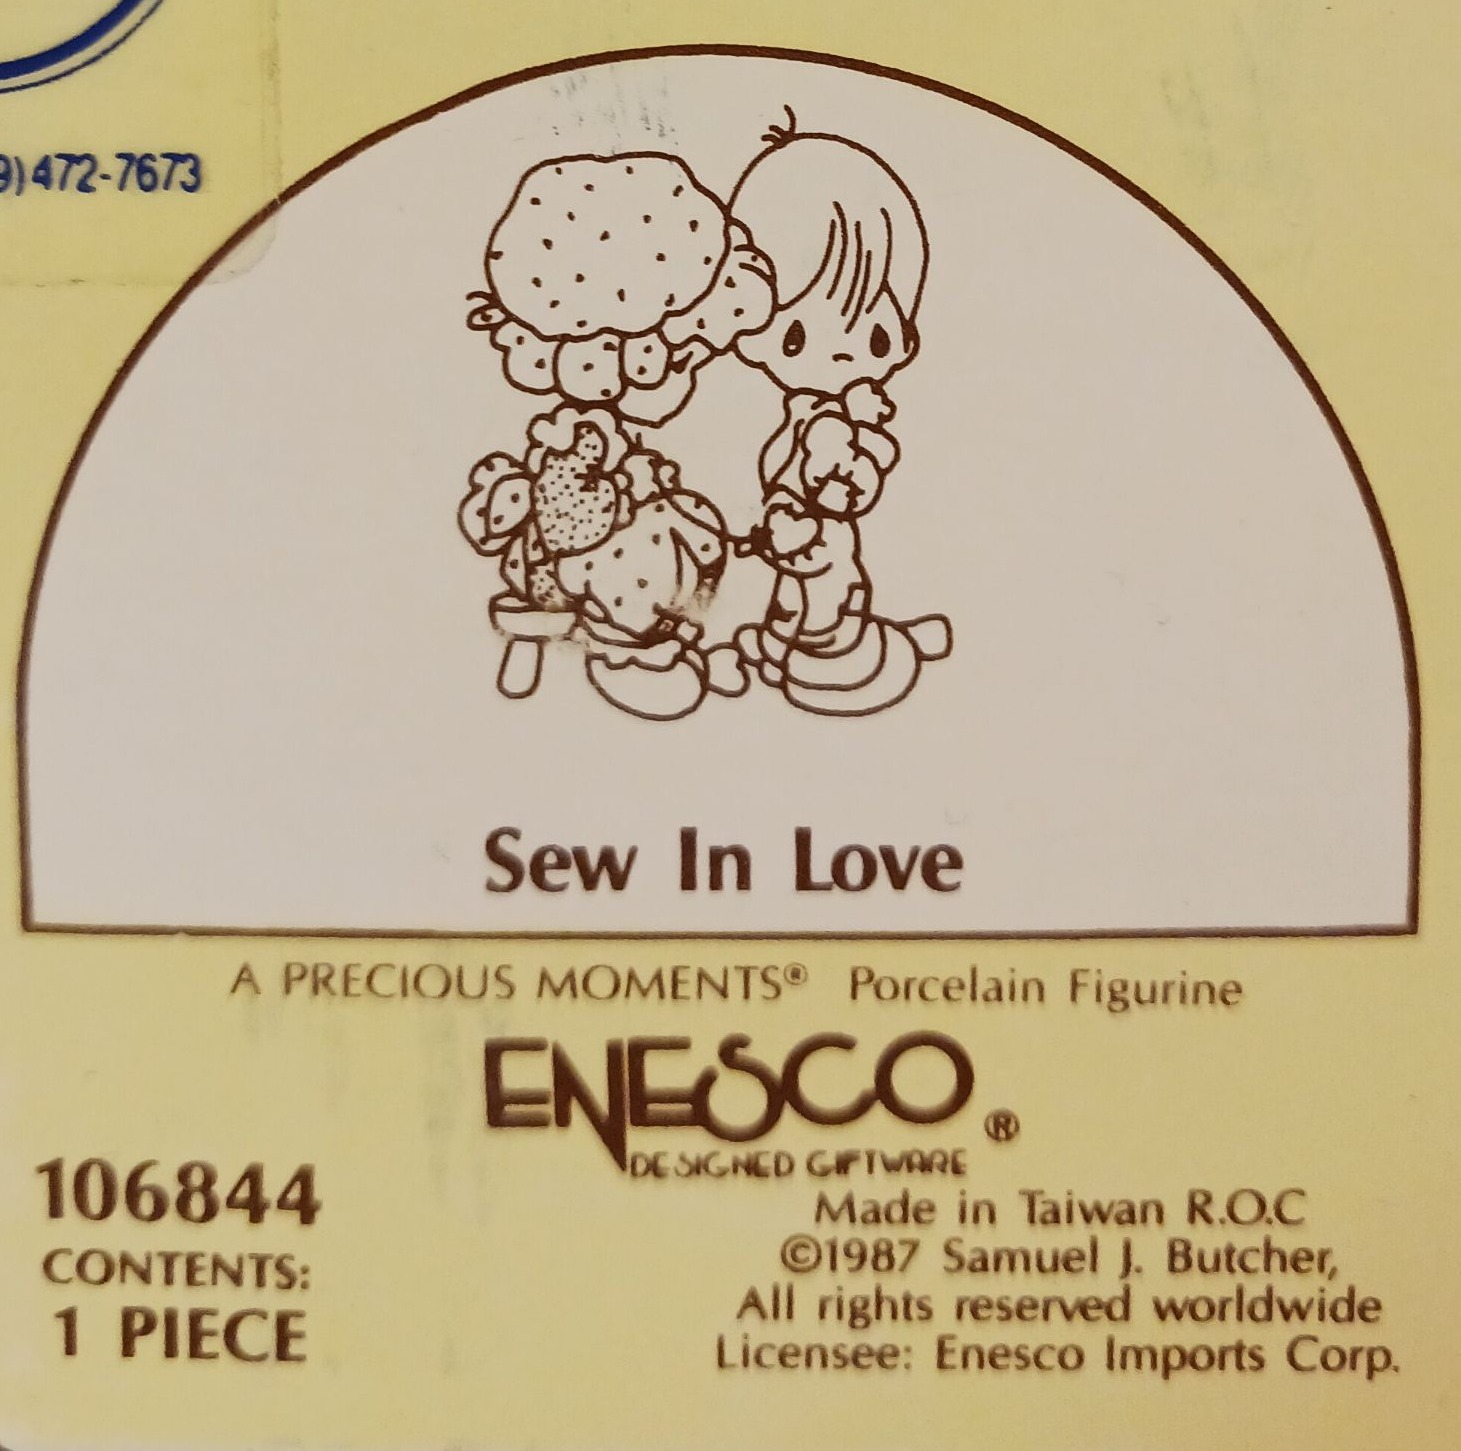 472-7673
Sew In Love
A PRECIOUS MOMENTS® Porcelain Figurine
ENESCO®
DESIGNED GIFTWARE
106844
CONTENTS:
1 PIECE
Made in Taiwan R.O.C
©1987 Samuel J. Butcher,
All rights reserved worldwide
Licensee: Enesco Imports Corp.